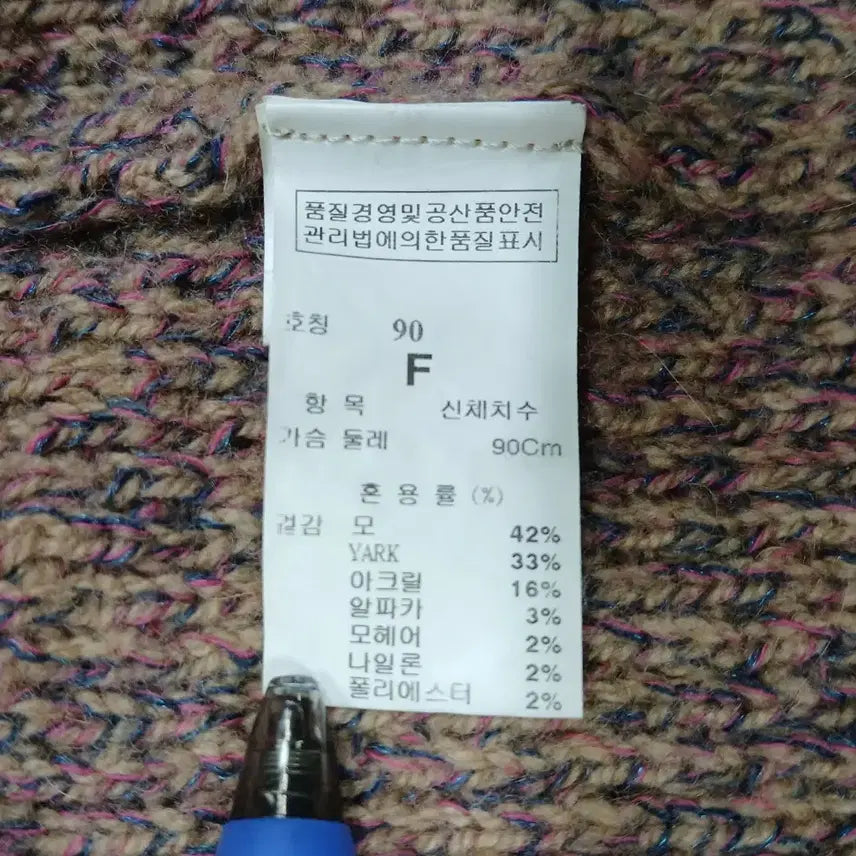 품질경영및공산품안전
관리법에의한품질표시
호칭 90
F
항 목 신체치수
가슴 둘레 90Cm
혼 용 률 (%)
겉감 모 42%
YARK 33%
아크릴 16%
알파카 3%
모헤어 2%
나일론 2%
폴리에스터 2%